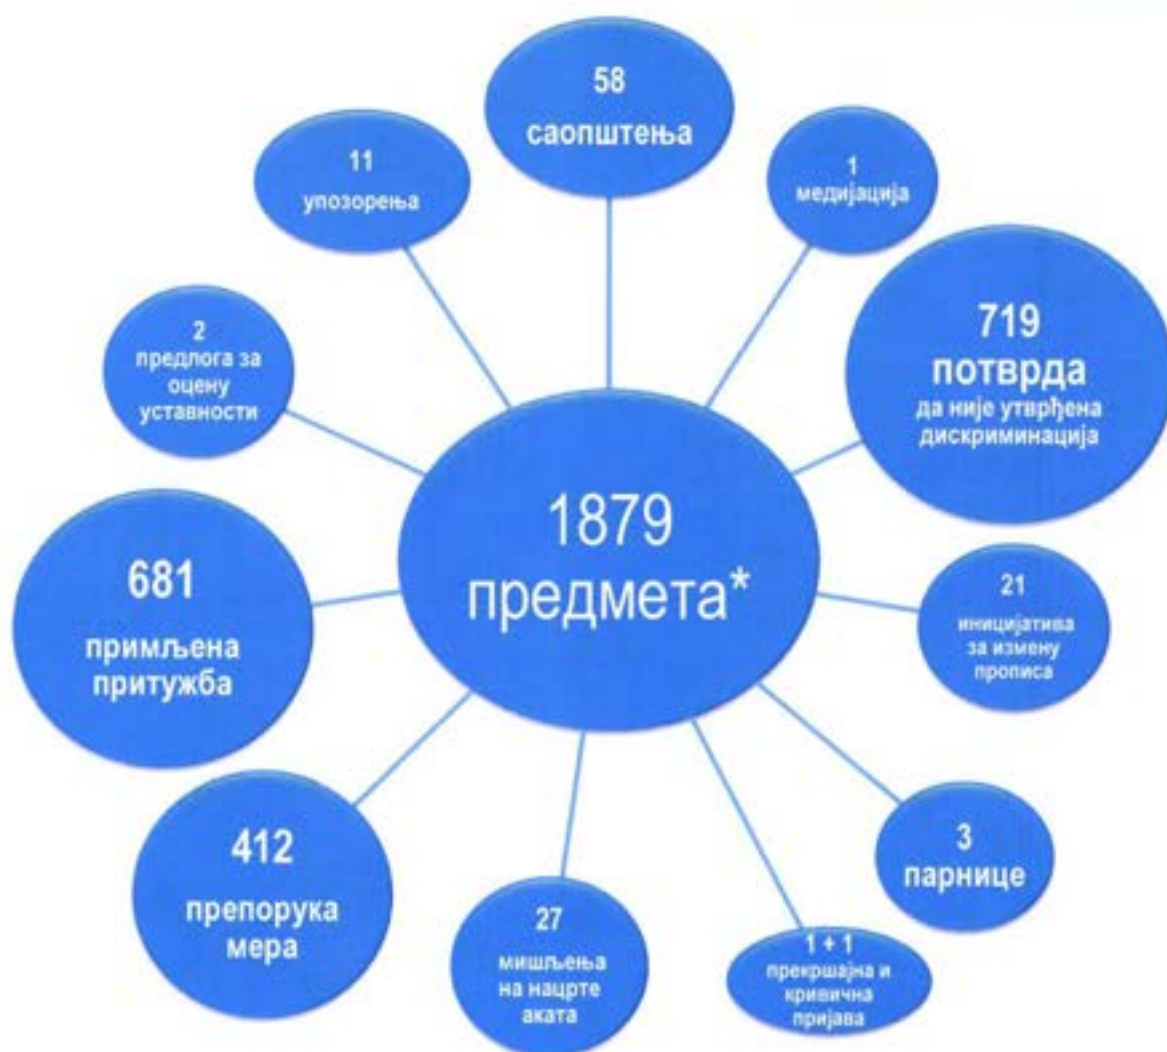 58
саопштења
11
упозорења
1
медијација
719
потврда
да није утврђена
дискриминација
2
предлога за
оцену
уставности
1879
предмета*
681
примљена
притужба
21
иницијатива
за измену
прописа
412
препорука
мера
3
парнице
27
мишљења
на нацрте
аката
1 + 1
прекршајна и
кривична
пријава